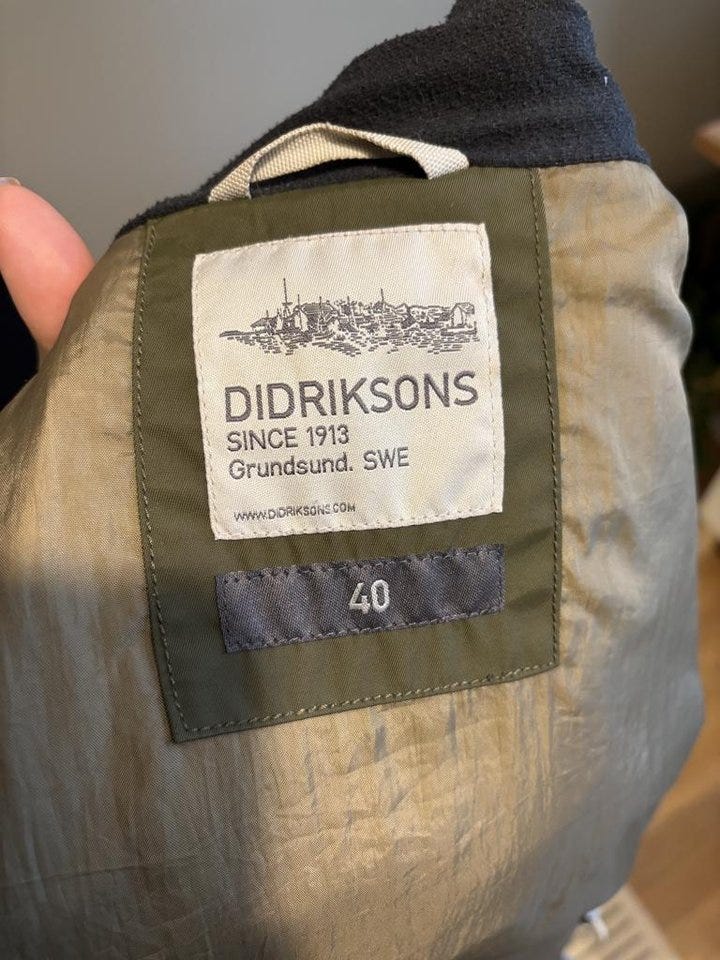 DIDRIKSONS
SINCE 1913
Grundsund. SWE
WWW.DIDRIKSONS.COM
40